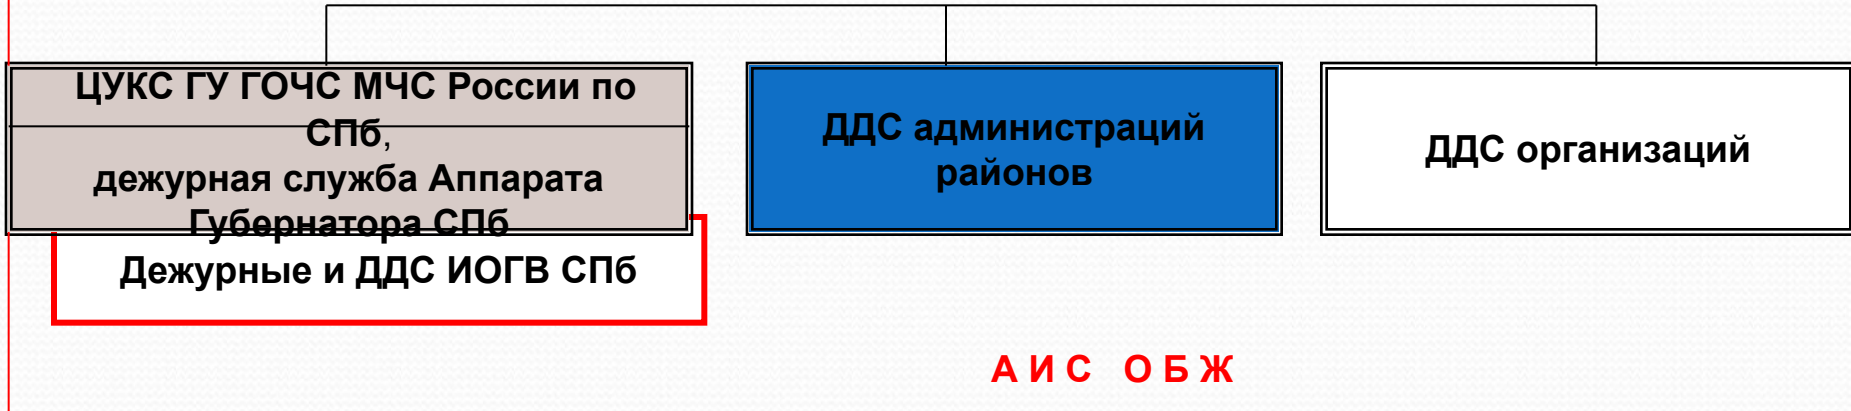 ЦУКС ГУ ГОЧС МЧС России по
СПб,
дежурная служба Аппарата
Губернатора СПб
Дежурные и ДДС ИОГВ СПб
ДДС администраций
районов
ДДС организаций
А И С О Б Ж